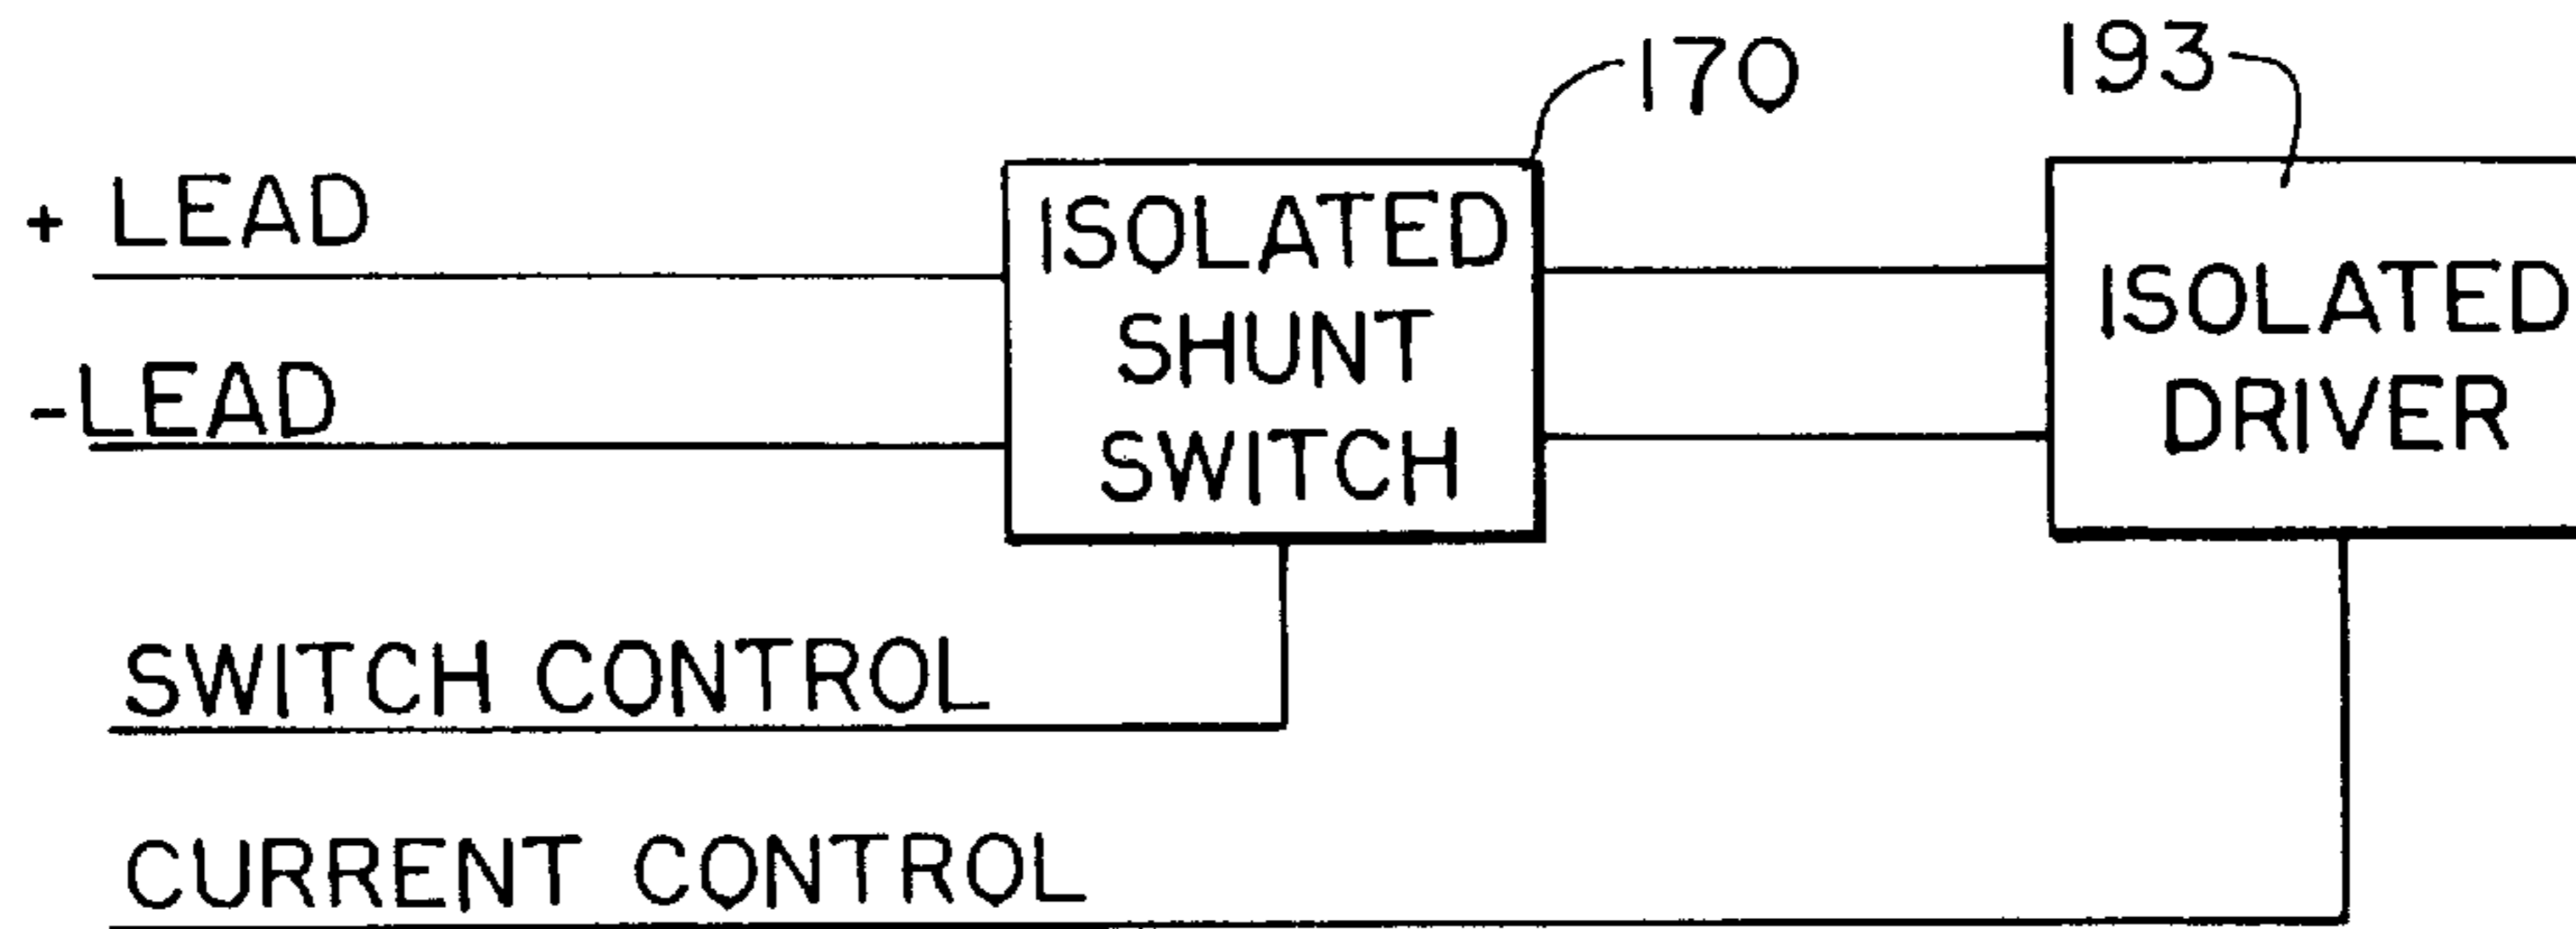 170
193
+ LEAD
-LEAD
ISOLATED
SHUNT
SWITCH
ISOLATED
DRIVER
SWITCH CONTROL
CURRENT CONTROL